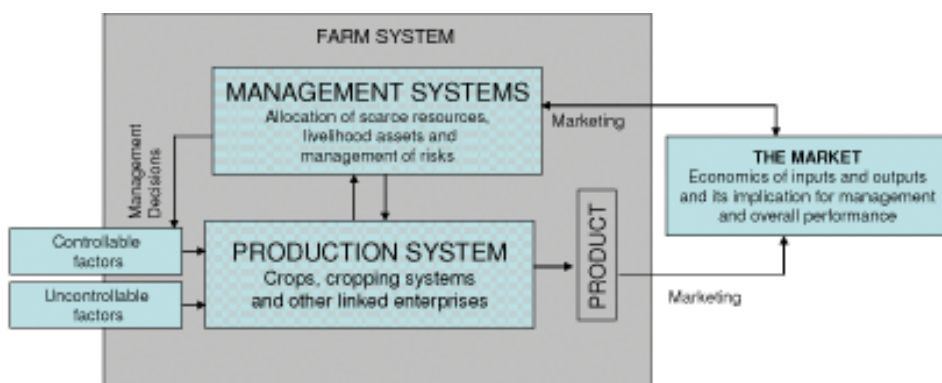 FARM SYSTEM
MANAGEMENT SYSTEMS
Allocation of scarce resources,
livelihood assets and
management of risks
Marketing
Management
Decisions
THE MARKET
Economics of inputs and outputs
and its implication for management
and overall performance
Controllable
factors
PRODUCTION SYSTEM
Crops, cropping systems
and other linked enterprises
PRODUCT
Uncontrollable
factors
Marketing